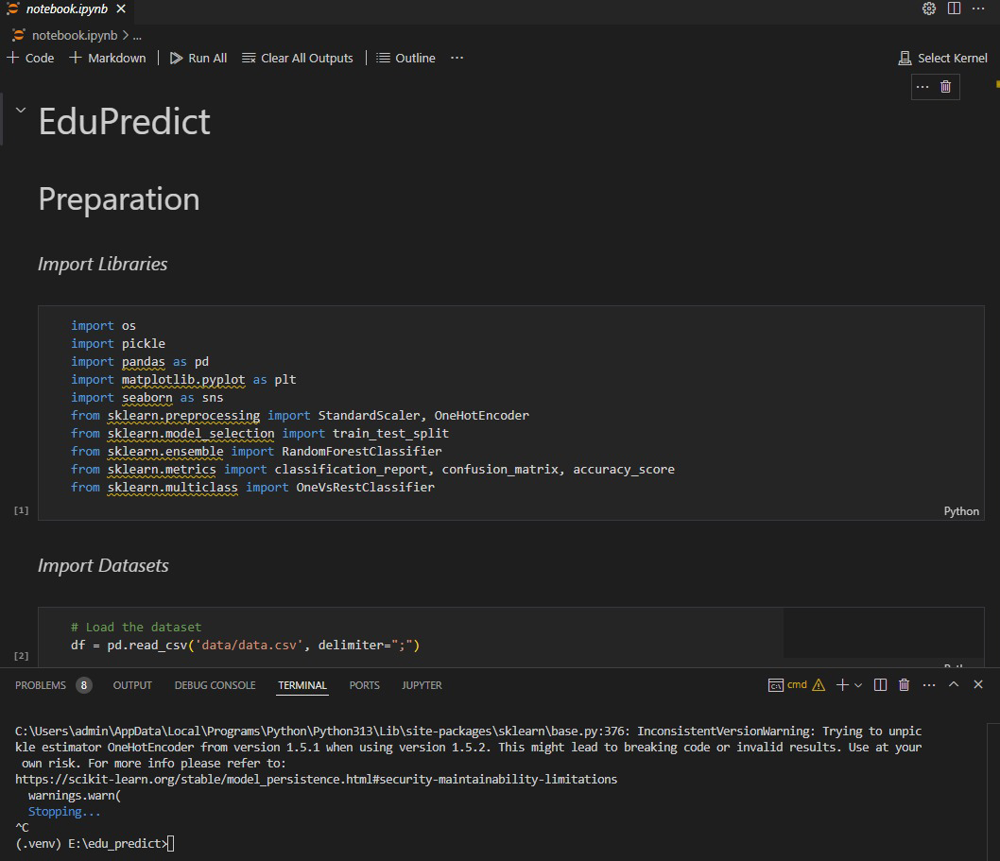 notebook.ipynb
notebook.ipynb > ...
+ Code + Markdown Run All Clear All Outputs Outline ... Select Kernel
...
EduPredict
Preparation
Import Libraries
import os
import pickle
import pandas as pd
import matplotlib.pyplot as plt
import seaborn as sns
from sklearn.preprocessing import StandardScaler, OneHotEncoder
from sklearn.model_selection import train_test_split
from sklearn.ensemble import RandomForestClassifier
from sklearn.metrics import classification_report, confusion_matrix, accuracy_score
from sklearn.multiclass import OneVsRestClassifier
[1] Python
Import Datasets
# Load the dataset
df = pd.read_csv('data/data.csv', delimiter=";")
[2]
PROBLEMS 8 OUTPUT DEBUG CONSOLE TERMINAL PORTS JUPYTER cmd
C:\Users\admin\AppData\Local\Programs\Python\Python313\Lib\site-packages\sklearn\base.py:376: InconsistentVersionWarning: Trying to unpic
kle estimator OneHotEncoder from version 1.5.1 when using version 1.5.2. This might lead to breaking code or invalid results. Use at your
own risk. For more info please refer to:
https://scikit-learn.org/stable/model_persistence.html#security-maintainability-limitations
warnings.warn(
Stopping...
^C
(.venv) E:\edu_predict>